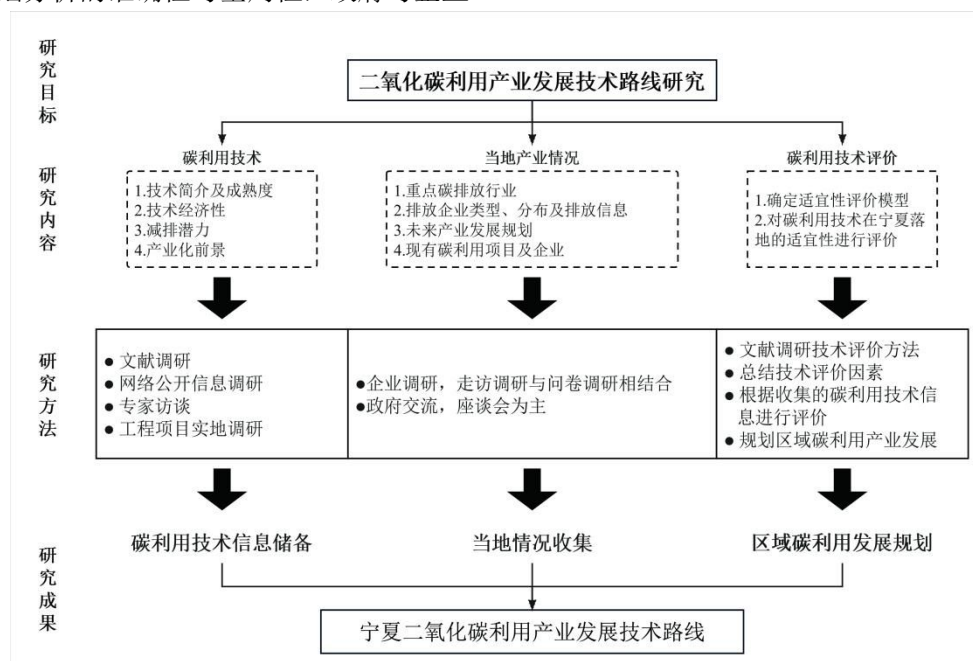 研究目标
二氧化碳利用产业发展技术路线研究
研究内容
碳利用技术
1.技术简介及成熟度
2.技术经济性
3.减排潜力
4.产业化前景
当地产业情况
1.重点碳排放行业
2.排放企业类型、分布及排放信息
3.未来产业发展规划
4.现有碳利用项目及企业
碳利用技术评价
1.确定适宜性评价模型
2.对碳利用技术在宁夏落
地的适宜性进行评价
研究方法
● 文献调研
● 网络公开信息调研
● 专家访谈
● 工程项目实地调研
●企业调研，走访调研与问卷调研相结合
●政府交流，座谈会为主
● 文献调研技术评价方法
● 总结技术评价因素
● 根据收集的碳利用技术信
息进行评价
● 规划区域碳利用产业发展
研究成果
碳利用技术信息储备
当地情况收集
区域碳利用发展规划
宁夏二氧化碳利用产业发展技术路线